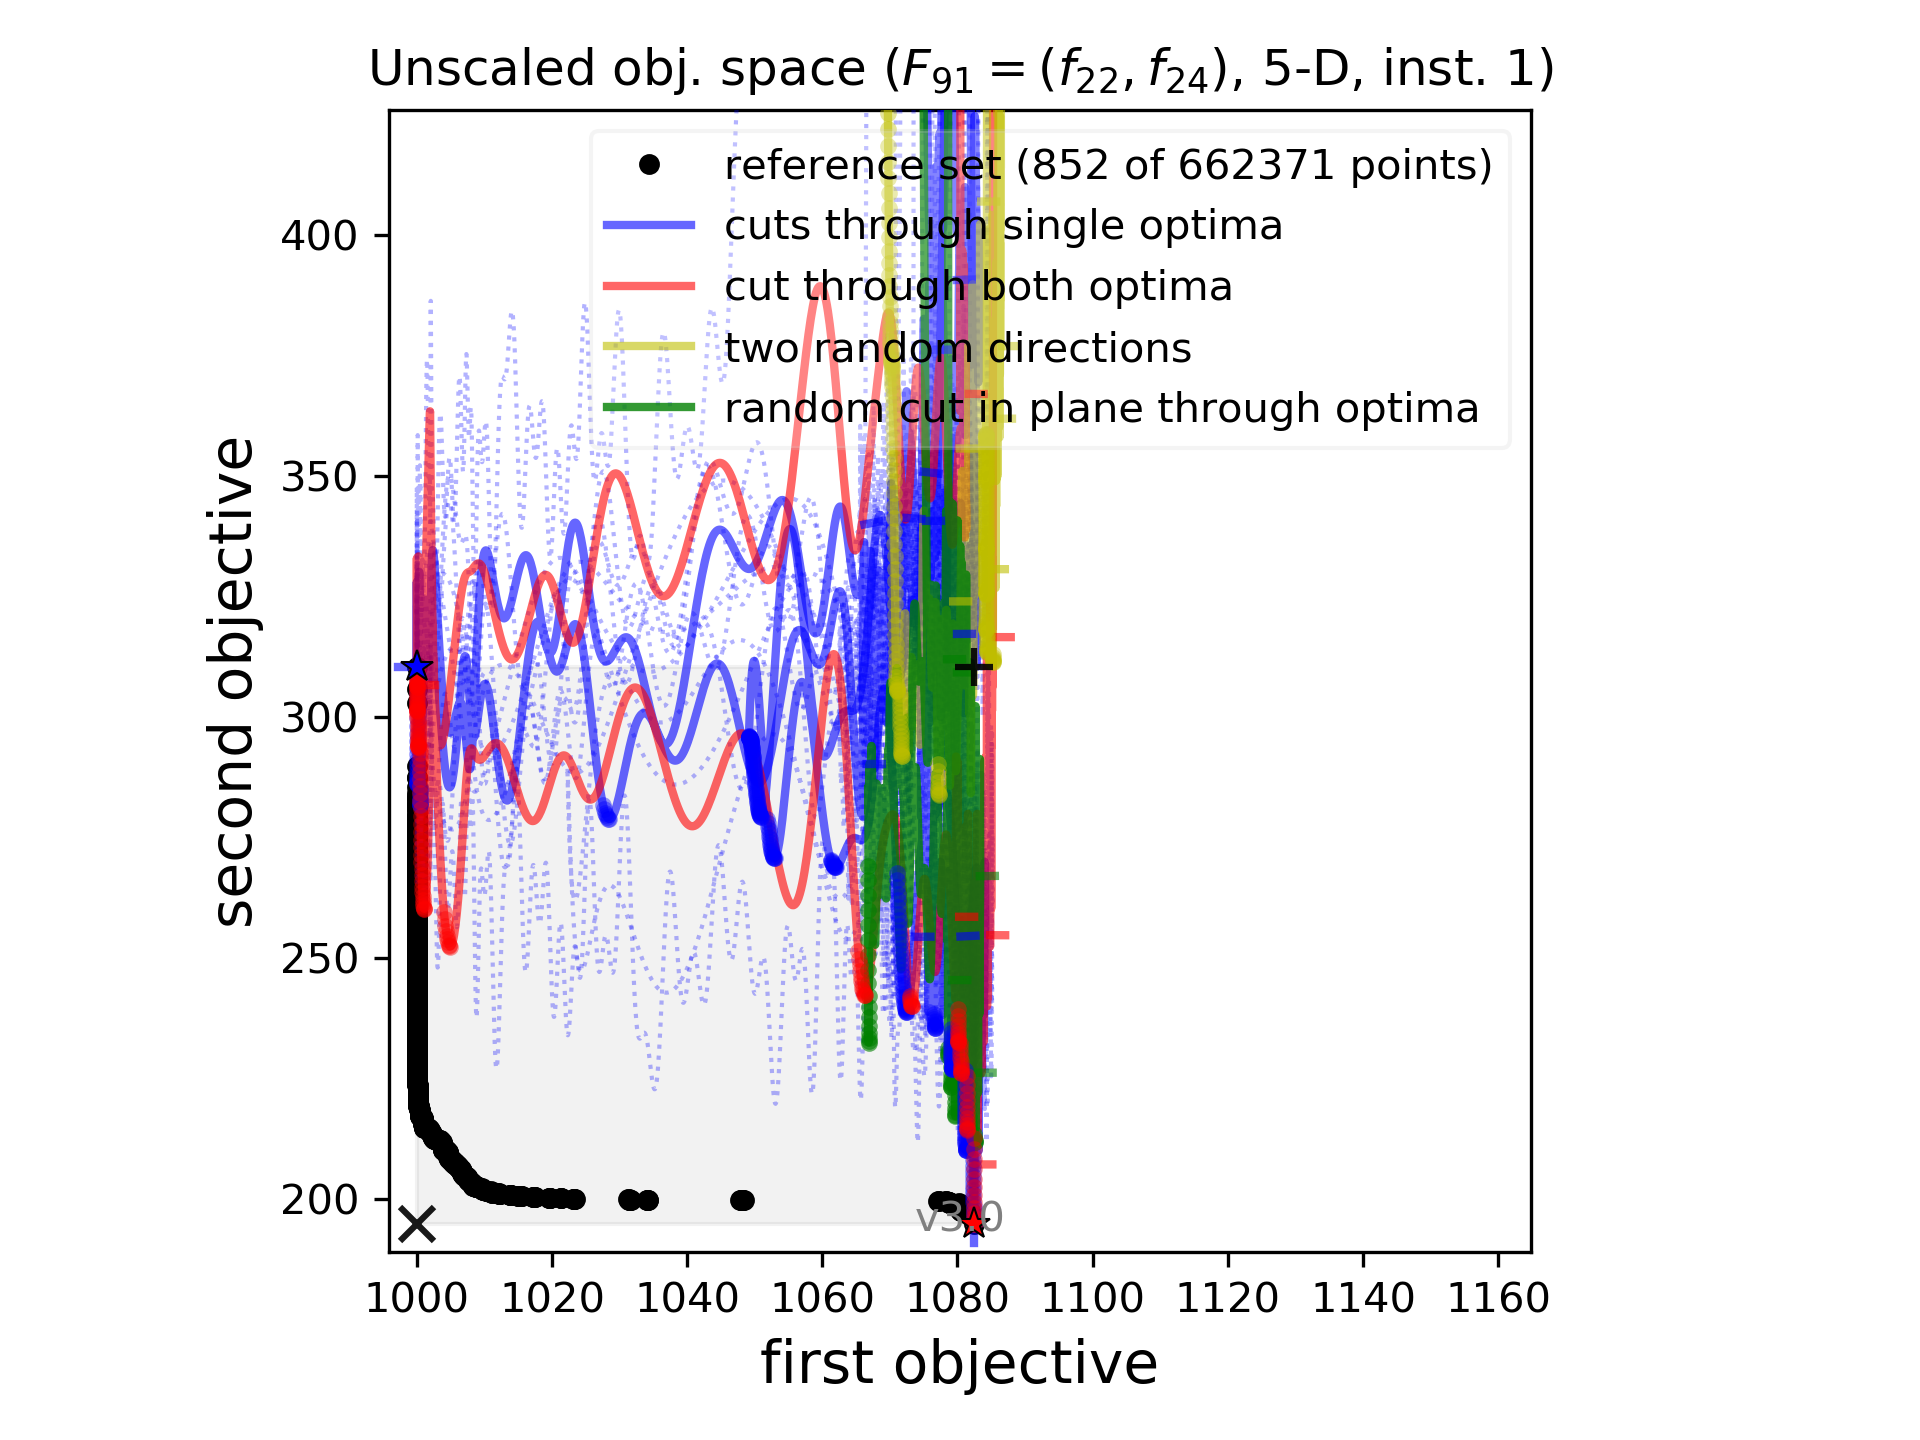 Unscaled obj. space (F₉₁ = (f₂₂, f₂₄), 5-D, inst. 1)
reference set (852 of 662371 points)
cuts through single optima
cut through both optima
two random directions
random cut in plane through optima
second objective
400
350
300
250
200
v3.0
1000 1020 1040 1060 1080 1100 1120 1140 1160
first objective